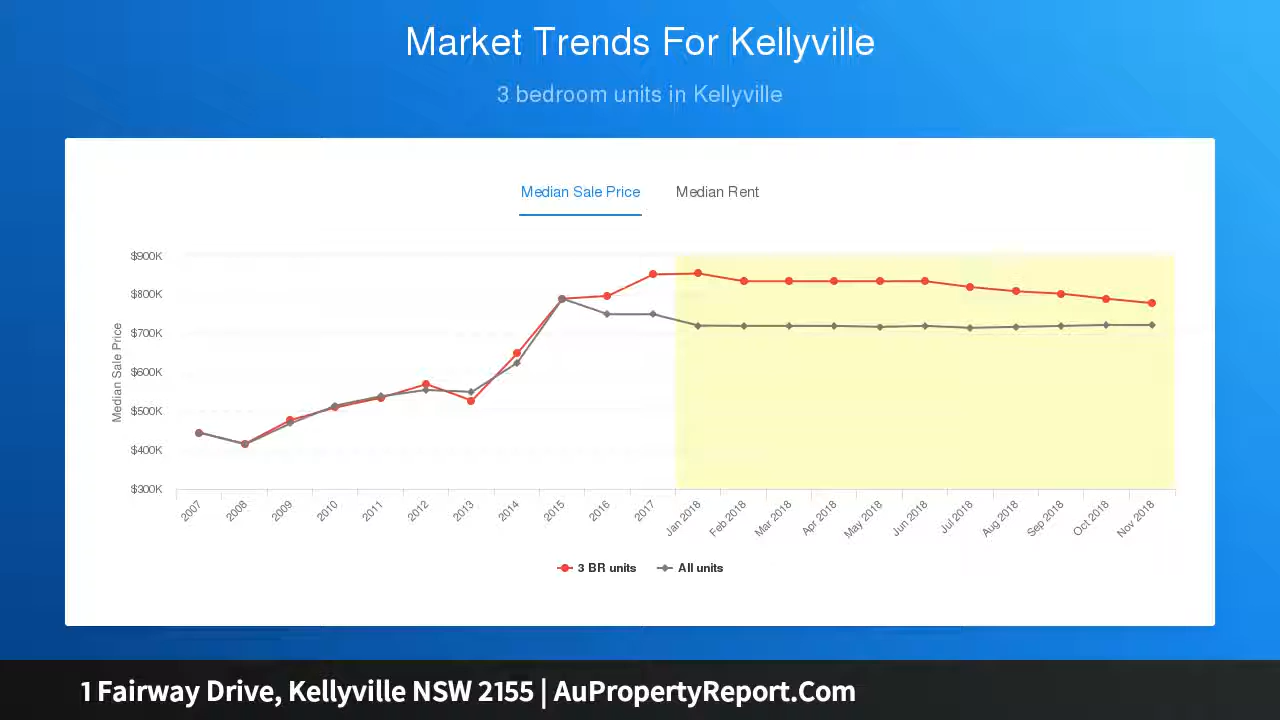 Market Trends For Kellyville
3 bedroom units in Kellyville
Median Sale Price Median Rent
Median Sale Price
$900K
$800K
$700K
$600K
$500K
$400K
$300K
2007 2008 2009 2010 2011 2012 2013 2014 2015 2016 2017 Jan 2018 Feb 2018 Mar 2018 Apr 2018 May 2018 Jun 2018 Jul 2018 Aug 2018 Sep 2018 Oct 2018 Nov 2018
3 BR units All units
1 Fairway Drive, Kellyville NSW 2155 | AuPropertyReport.Com